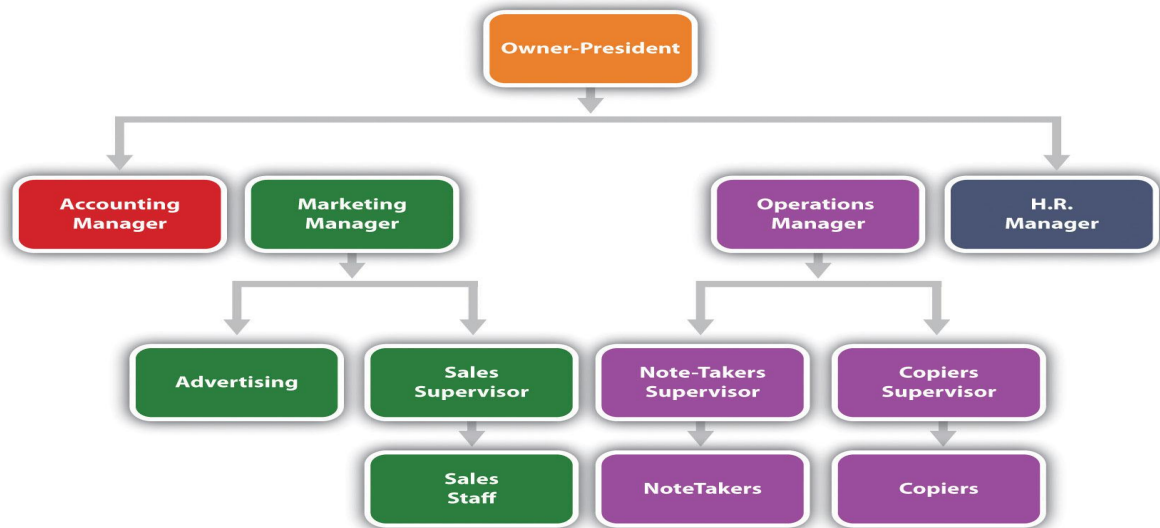 Owner-President
Accounting
Manager
Marketing
Manager
Operations
Manager
H.R.
Manager
Advertising
Sales
Supervisor
Note-Takers
Supervisor
Copiers
Supervisor
Sales
Staff
NoteTakers
Copiers